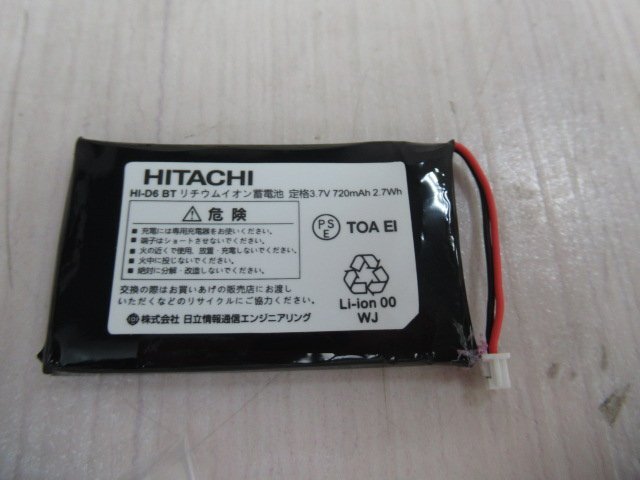 HITACHI
HI-D6 BT リチウムイオン蓄電池 定格3.7V 720mAh 2.7Wh
危険
■ 充電には専用充電器をお使いください。
■ 端子はショートさせないでください。
■ 火の近くで使用、放置・充電しないでください。
■ 火中に投じないでください。
■ 絶対に分解・改造しないでください。
PS
E
TOA EI
交換の際はお買いあげの販売店にお渡し
いただくなどのリサイクルにご協力ください。
Li-ion 00
WJ
株式会社 日立情報通信エンジニアリング